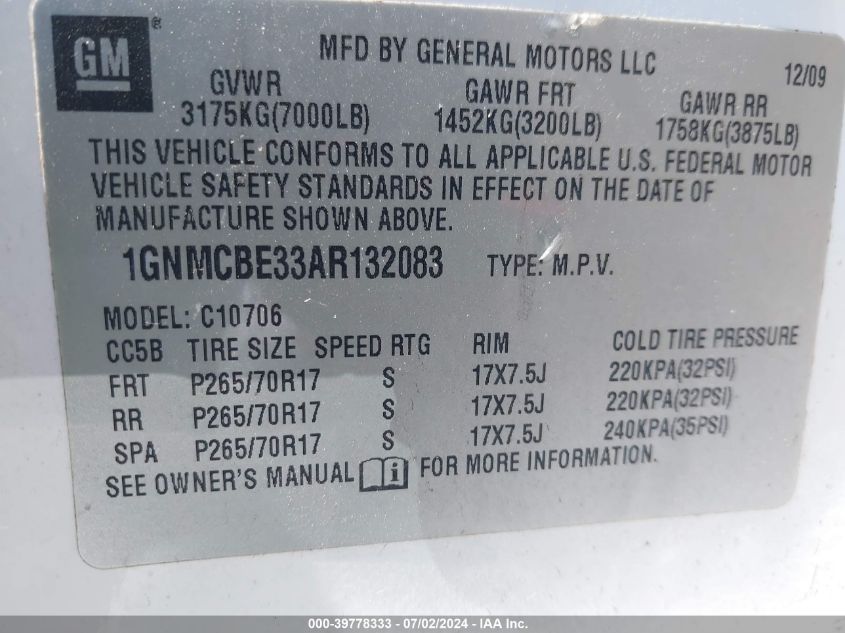 GM®
MFD BY GENERAL MOTORS LLC
12/09
GVWR GAWR FRT GAWR RR
3175KG(7000LB) 1452KG(3200LB) 1758KG(3875LB)
THIS VEHICLE CONFORMS TO ALL APPLICABLE U.S. FEDERAL MOTOR
VEHICLE SAFETY STANDARDS IN EFFECT ON THE DATE OF
MANUFACTURE SHOWN ABOVE.
1GNMCBE33AR132083 TYPE: M.P.V.
MODEL: C10706
CC5B TIRE SIZE SPEED RTG RIM COLD TIRE PRESSURE
FRT P265/70R17 S 17X7.5J 220KPA(32PSI)
RR P265/70R17 S 17X7.5J 220KPA(32PSI)
SPA P265/70R17 S 17X7.5J 240KPA(35PSI)
SEE OWNER'S MANUAL i FOR MORE INFORMATION.
000-39778333 - 07/02/2024 - IAA Inc.